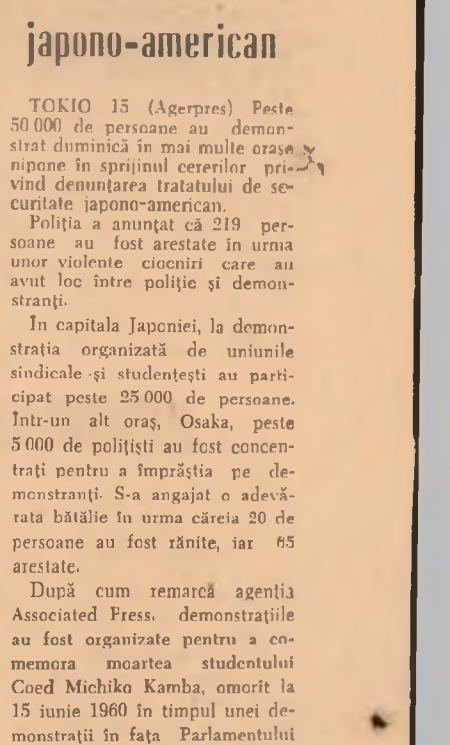 japono-american
TOKIO 15 (Agerpres) Peste
50 000 de persoane au demon-
strat duminică în mai multe orașe
nipone în sprijinul cererilor pri-
vind denunțarea tratatului de se-
curitate japono-american.
Poliția a anunțat că 219 per-
soane au fost arestate în urma
unor violente ciocniri care au
avut loc între poliție și demon-
stranți.
În capitala Japoniei, la demon-
strația organizată de uniunile
sindicale și studențești au parti-
cipat peste 25 000 de persoane.
Într-un alt oraș, Osaka, peste
5 000 de polițiști au fost concen-
trați pentru a împrăștia pe de-
monstranți. S-a angajat o adevă-
rata bătălie în urma căreia 20 de
persoane au fost rănite, iar 65
arestate.
După cum remarcă agenția
Associated Press, demonstrațiile
au fost organizate pentru a co-
memora moartea studentului
Coed Michiko Kamba, omorit la
15 iunie 1960 în timpul unei de-
monstrații în fața Parlamentului